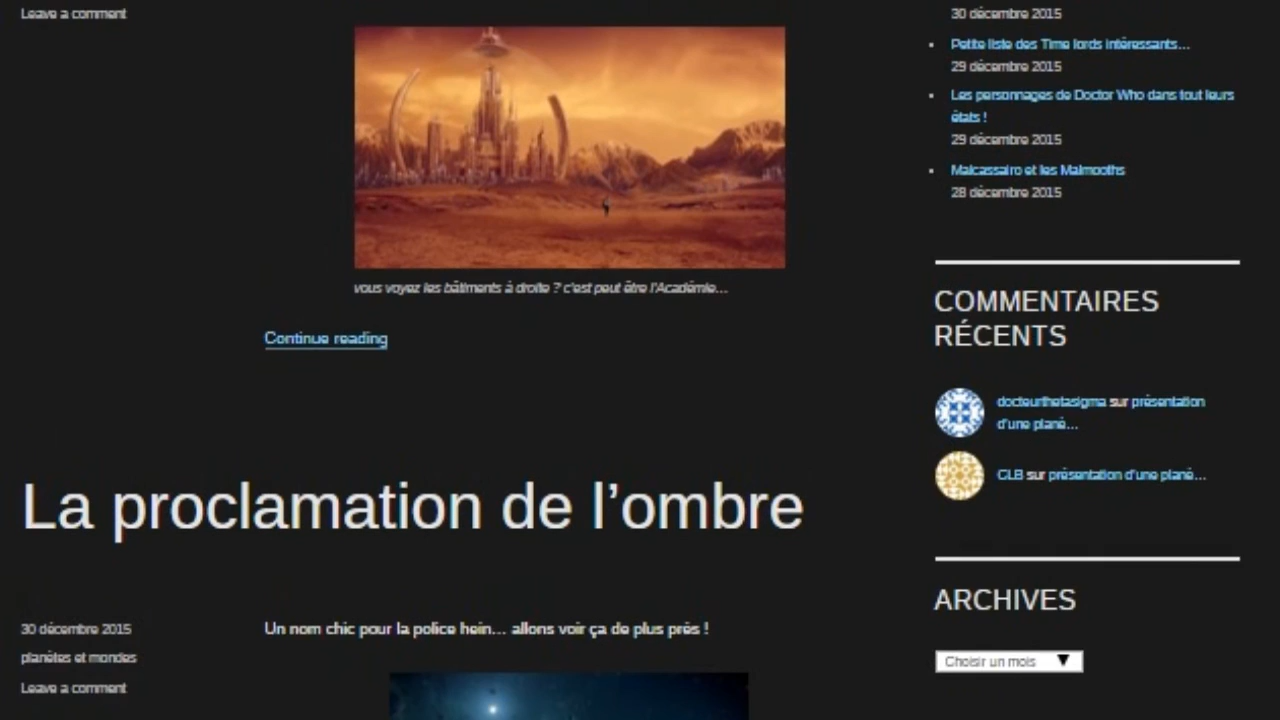 Leave a comment
vous voyez les bâtiments à droite ? c'est peut être l'Académie...
Continue reading
La proclamation de l’ombre
30 décembre 2015
planètes et mondes
Leave a comment
Un nom chic pour la police hein... allons voir ça de plus près !
30 décembre 2015
Petite liste des Time lords intéressants...
29 décembre 2015
Les personnages de Doctor Who dans tout leurs
états !
29 décembre 2015
Malcassairo et les Malmooths
28 décembre 2015
COMMENTAIRES
RÉCENTS
docteurthetasigma sur présentation
d'une plané...
CLB sur présentation d'une plané...
ARCHIVES
Choisir un mois